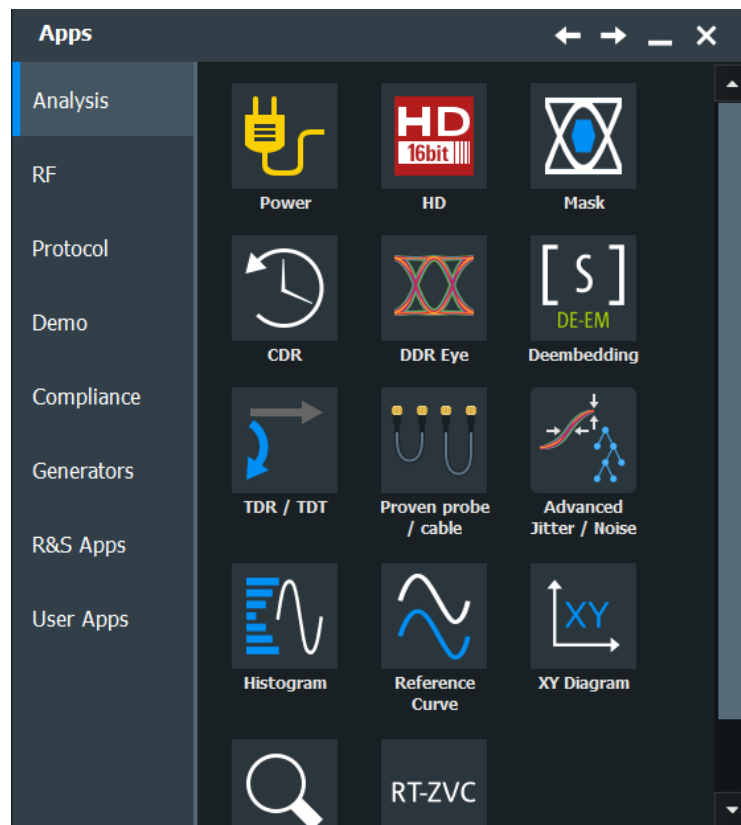 Apps
Analysis
RF
Protocol
Demo
Compliance
Generators
R&S Apps
User Apps
HD
16bit
Power
HD
Mask
[ S ]
DE-EM
CDR
DDR Eye
Deembedding
TDR / TDT
Proven probe
/ cable
Advanced
Jitter / Noise
XY
Histogram
Reference
Curve
XY Diagram
RT-ZVC